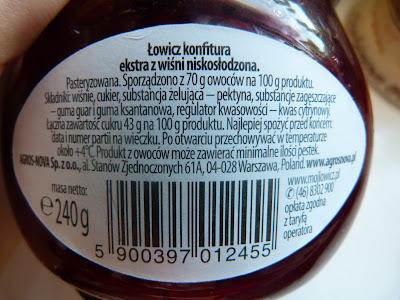 Łowicz konfitura
ekstra z wiśni niskosłodzona.
Pasteryzowana. Sporządzono z 70 g owoców na 100 g produktu.
Składniki: wiśnie, cukier, substancja żelująca – pektyna, substancje zagęszczające
– guma guar i guma ksantanowa, regulator kwasowości – kwas cytrynowy.
Łączna zawartość cukru 43 g na 100 g produktu. Najlepiej spożyć przed końcem:
data i numer partii na wieczku. Po otwarciu przechowywać w temperaturze
około +4°C. Produkt z owoców może zawierać minimalne ilości pestek.
AGROS-NOVA Sp. z o.o., al. Stanów Zjednoczonych 61A, 04-028 Warszawa, Poland. www.agrosnova.pl
masa netto:
e 240 g
www.mojlowicz.pl
(46) 8302 900
opłata zgodna
z taryfą
operatora
5 900397 012455